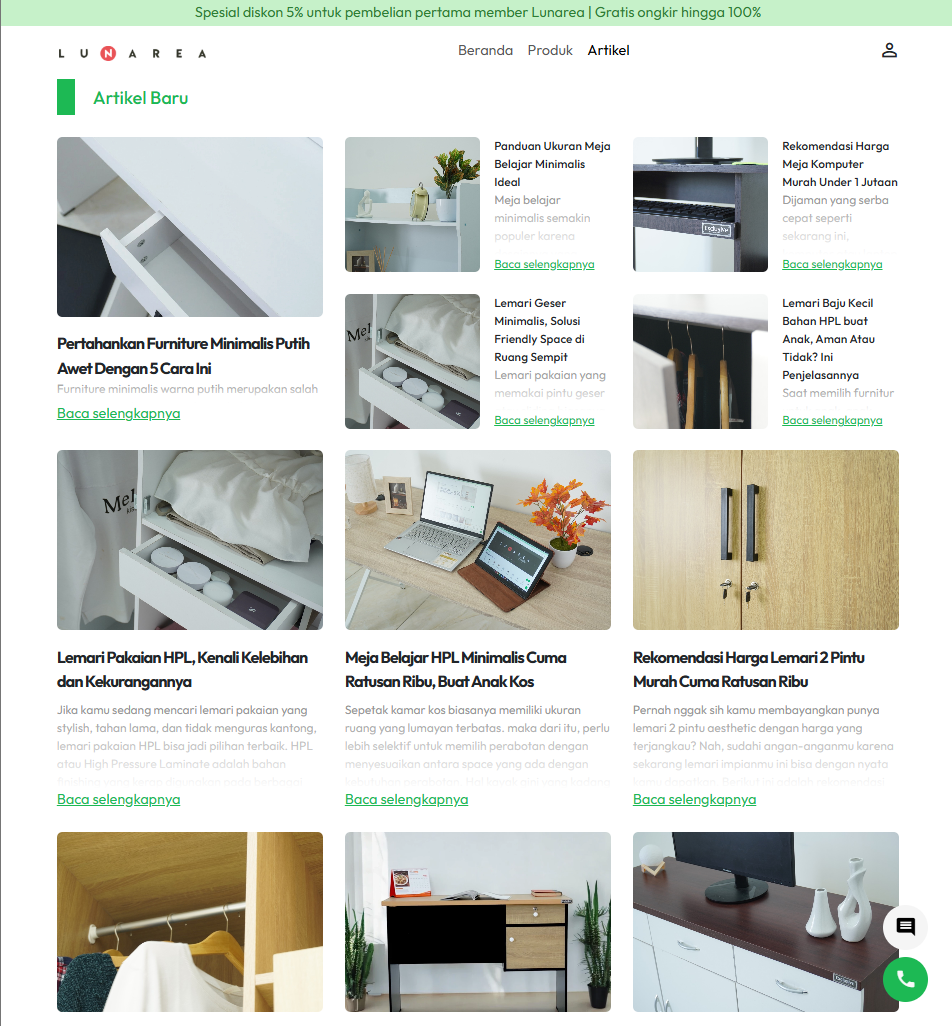 Spesial diskon 5% untuk pembelian pertama member Lunarea | Gratis ongkir hingga 100%
LUNAREA
Beranda Produk Artikel
Artikel Baru
Pertahankan Furniture Minimalis Putih
Awet Dengan 5 Cara Ini
Furniture minimalis warna putih merupakan salah
Baca selengkapnya
Panduan Ukuran Meja
Belajar Minimalis
Ideal
Meja belajar
minimalis semakin
populer karena
Baca selengkapnya
Rekomendasi Harga
Meja Komputer
Murah Under 1 Jutaan
Dijaman yang serba
cepat seperti
sekarang ini,
Baca selengkapnya
Exclusive
Mel
Lemari Geser
Minimalis, Solusi
Friendly Space di
Ruang Sempit
Lemari pakaian yang
memakai pintu geser
Baca selengkapnya
Lemari Baju Kecil
Bahan HPL buat
Anak, Aman Atau
Tidak? Ini
Penjelasannya
Saat memilih furnitur
Baca selengkapnya
Mel
Lemari Pakaian HPL, Kenali Kelebihan
dan Kekurangannya
Jika kamu sedang mencari lemari pakaian yang
stylish, tahan lama, dan tidak menguras kantong,
lemari pakaian HPL bisa jadi pilihan terbaik. HPL
atau High Pressure Laminate adalah bahan
Baca selengkapnya
Meja Belajar HPL Minimalis Cuma
Ratusan Ribu, Buat Anak Kos
Sepetak kamar kos biasanya memiliki ukuran
ruang yang lumayan terbatas. maka dari itu, perlu
lebih selektif untuk memilih perabotan dengan
menyesuaikan antara space yang ada dengan
Baca selengkapnya
Rekomendasi Harga Lemari 2 Pintu
Murah Cuma Ratusan Ribu
Pernah nggak sih kamu membayangkan punya
lemari 2 pintu aesthetic dengan harga yang
terjangkau? Nah, sudahi angan-anganmu karena
sekarang lemari impianmu ini bisa dengan nyata
Baca selengkapnya
Exclusive